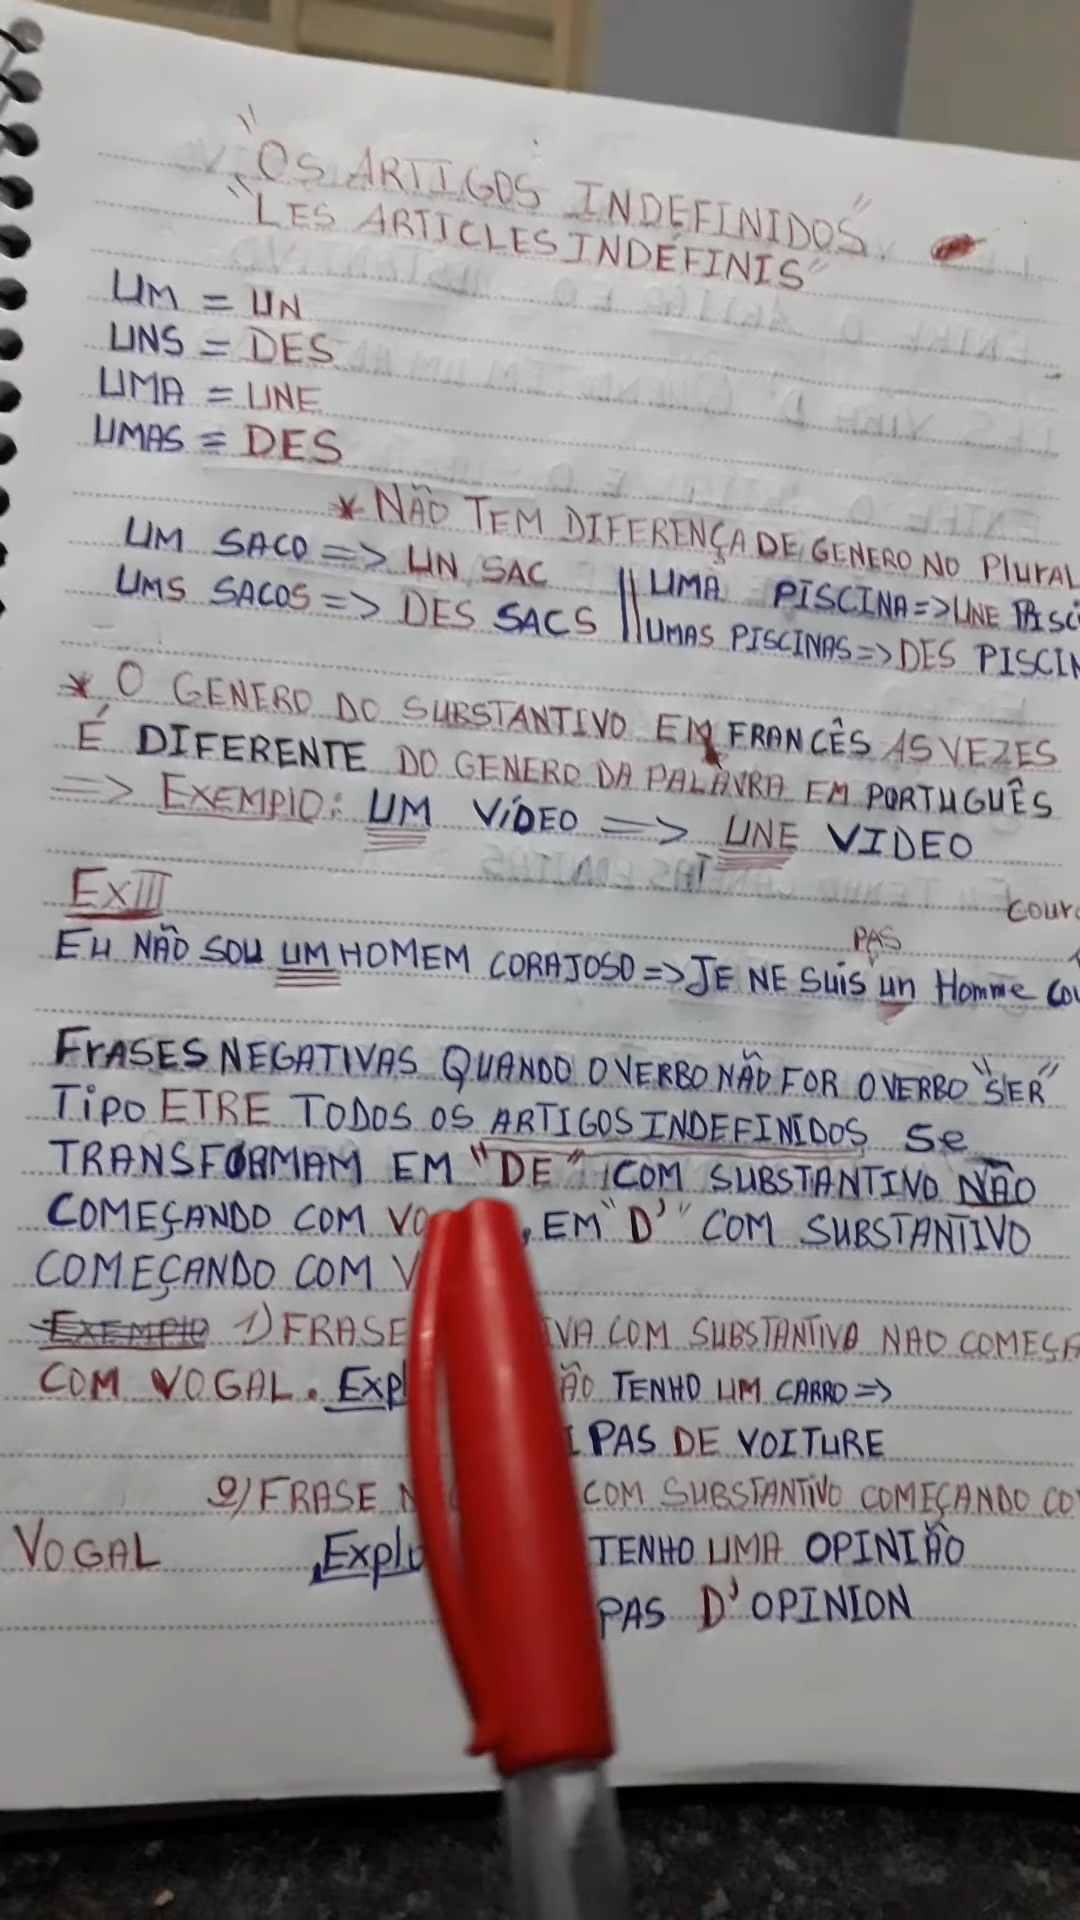 "OS ARTIGOS INDEFINIDOS"
"LES ARTICLES INDÉFINIS"
UM = UN
UNS = DES
UMA = UNE
UMAS = DES
* NÃO TEM DIFERENÇA DE GENERO NO PlURAL
UM SACO => UN SAC || UMA PISCINA => UNE
UMS SACOS => DES SACS || UMAS PISCINAS => DES
* O GENERO DO SUBSTANTIVO EM FRANCÊS AS VEZES
É DIFERENTE DO GENERO DA PALAVRA EM PORTUGUÊS
=> EXEMPlO: UM VÍDEO => UNE VIDEO
EXIII
PAS
EU NÃO SOU UM HOMEM CORAJOSO => JE NE SUiS un Homme
FrASES NEGATIVAS QUANDO O VERBO NÃO FOR O VERBO "SER"
TiPO ETRE TODOS OS ARTIGOS INDEFINIDOS Se
TRANSFORMAM EM "DE" COM SUBSTANTIVO NÃO
COMEÇANDO COM , EM "D'" COM SUBSTANTIVO
COMEÇANDO COM
EXEMPlO 1) FRASE COM SUBSTANTIVO NAO
COM VOGAL. TENHO UM CARRO =>
PAS DE VOITURE
2) FRASE COM SUBSTANTIVO COMEÇANDO
VOGAL TENHO UMA OPINIÃO
PAS D'OPINION